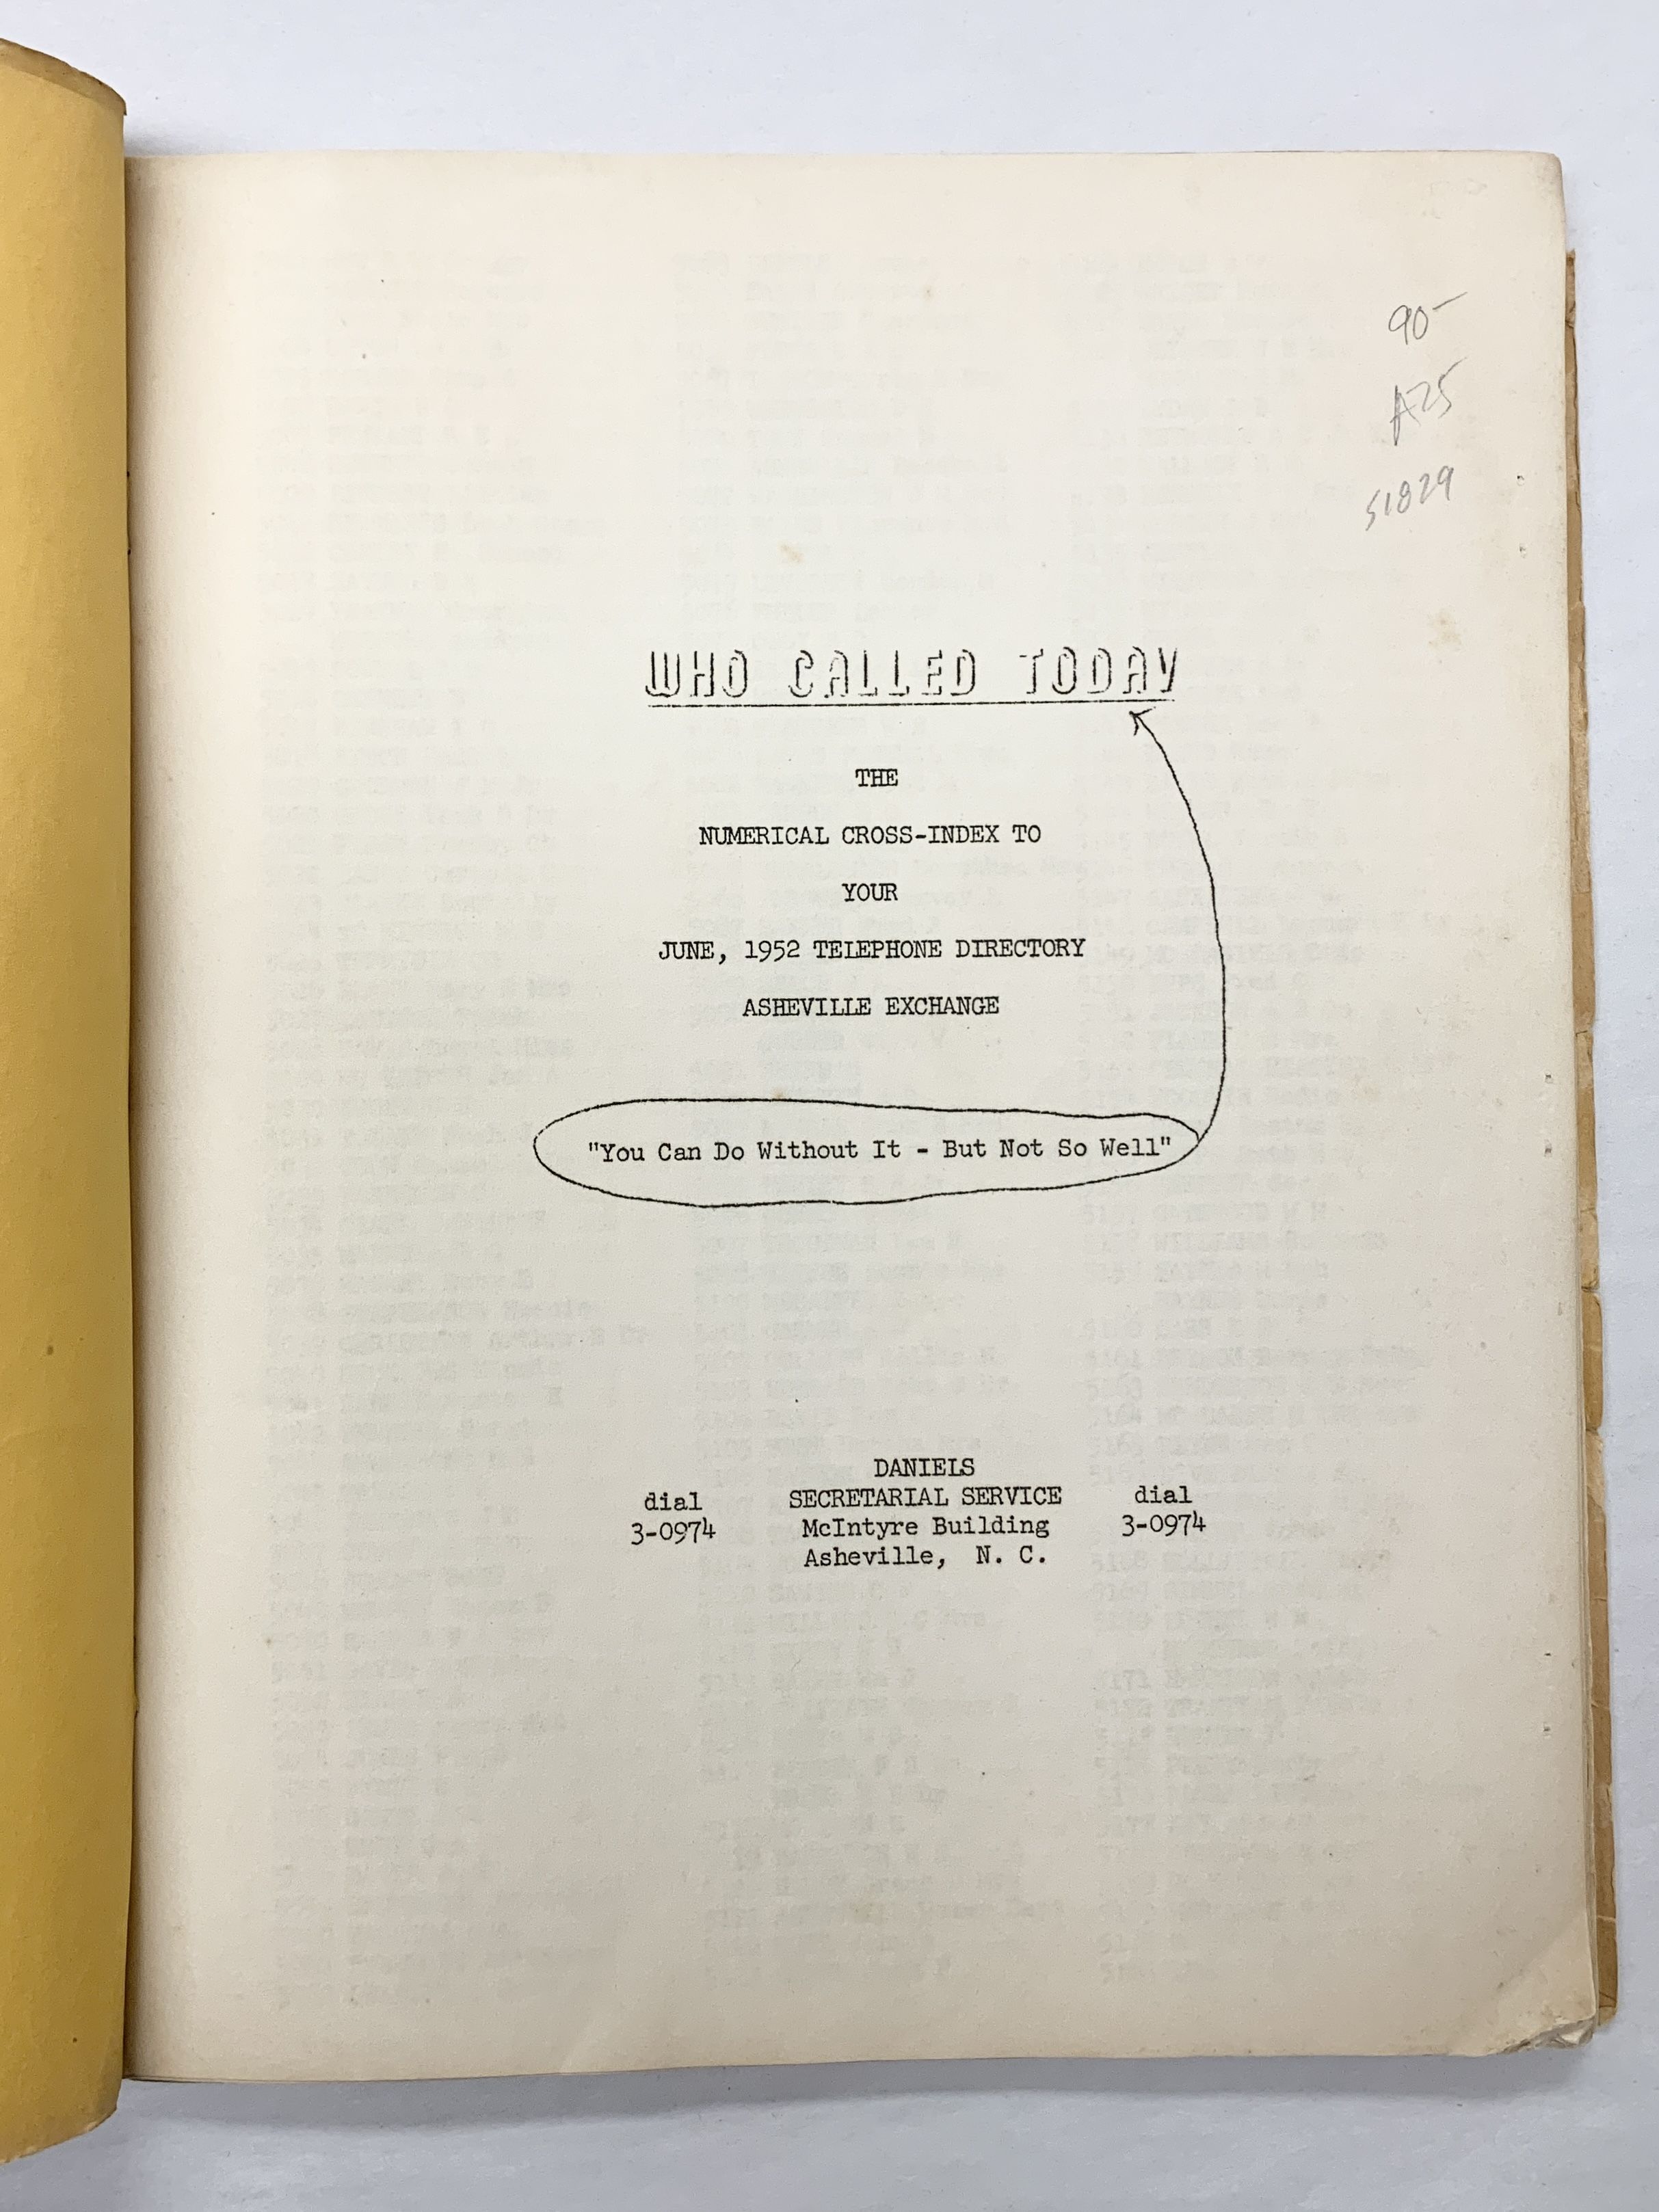 90-
A25
51829
WHO CALLED TODAY
THE
NUMERICAL CROSS-INDEX TO
YOUR
JUNE, 1952 TELEPHONE DIRECTORY
ASHEVILLE EXCHANGE
"You Can Do Without It - But Not So Well"
DANIELS
dial SECRETARIAL SERVICE dial
3-0974 McIntyre Building 3-0974
Asheville, N. C.